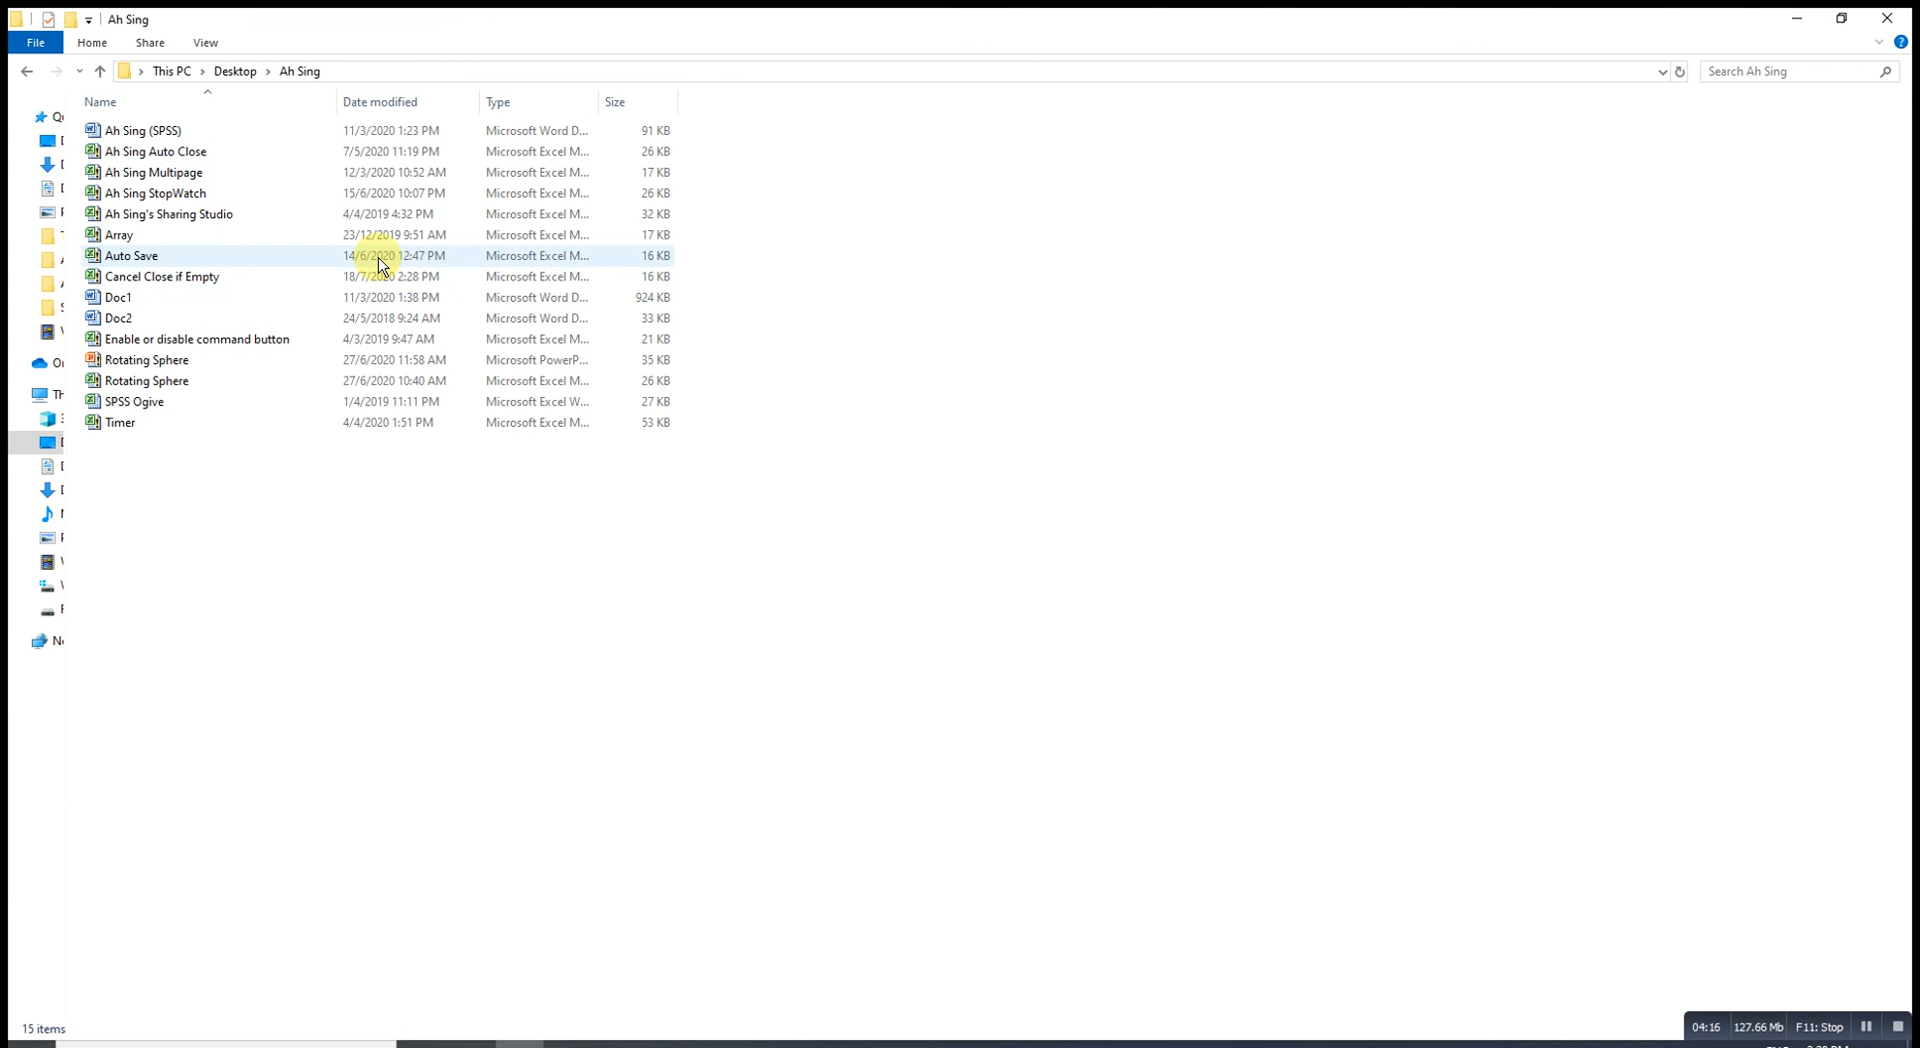 Ah Sing
File Home Share View
This PC Desktop Ah Sing Search Ah Sing
Name Date modified Type Size
Ah Sing (SPSS) 11/3/2020 1:23 PM Microsoft Word D... 91 KB
Ah Sing Auto Close 7/5/2020 11:19 PM Microsoft Excel M... 26 KB
Ah Sing Multipage 12/3/2020 10:52 AM Microsoft Excel M... 17 KB
Ah Sing StopWatch 15/6/2020 10:07 PM Microsoft Excel M... 26 KB
Ah Sing's Sharing Studio 4/4/2019 4:32 PM Microsoft Excel M... 32 KB
Array 23/12/2019 9:51 AM Microsoft Excel M... 17 KB
Auto Save 14/6/2020 12:47 PM Microsoft Excel M... 16 KB
Cancel Close if Empty 18/7/2020 2:28 PM Microsoft Excel M... 16 KB
Doc1 11/3/2020 1:38 PM Microsoft Word D... 924 KB
Doc2 24/5/2018 9:24 AM Microsoft Word D... 33 KB
Enable or disable command button 4/3/2019 9:47 AM Microsoft Excel M... 21 KB
Rotating Sphere 27/6/2020 11:58 AM Microsoft PowerP... 35 KB
Rotating Sphere 27/6/2020 10:40 AM Microsoft Excel M... 26 KB
SPSS Ogive 1/4/2019 11:11 PM Microsoft Excel W... 27 KB
Timer 4/4/2020 1:51 PM Microsoft Excel M... 53 KB
15 items
04:16 127.66 Mb F11: Stop